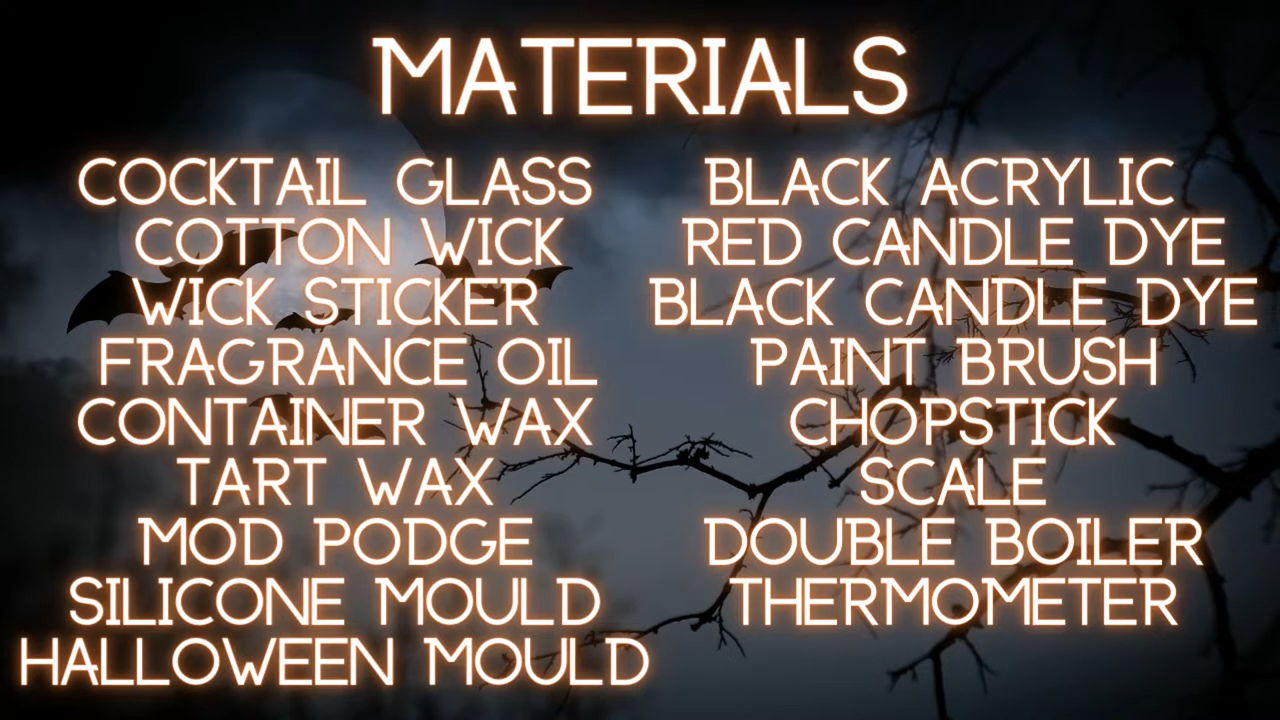 MATERIALS
COCKTAIL GLASS
COTTON WICK
WICK STICKER
FRAGRANCE OIL
CONTAINER WAX
TART WAX
MOD PODGE
SILICONE MOULD
HALLOWEEN MOULD
BLACK ACRYLIC
RED CANDLE DYE
BLACK CANDLE DYE
PAINT BRUSH
CHOPSTICK
SCALE
DOUBLE BOILER
THERMOMETER